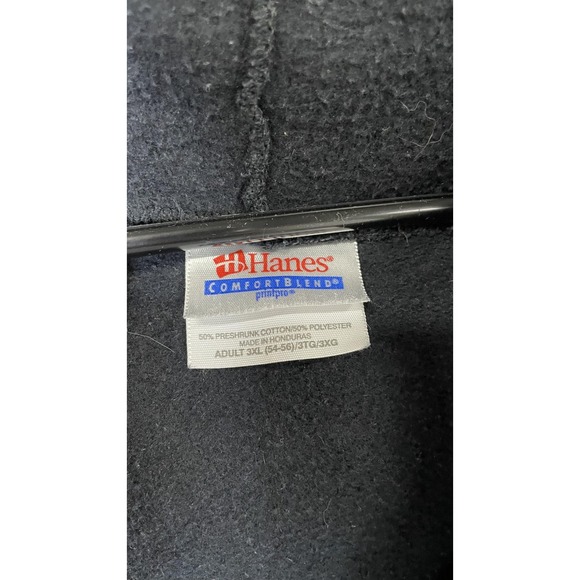 Hanes®
COMFORTBLEND®
printpro®
50% PRESHRUNK COTTON/50% POLYESTER
MADE IN HONDURAS
ADULT 3XL (54-56)/3TG/3XG